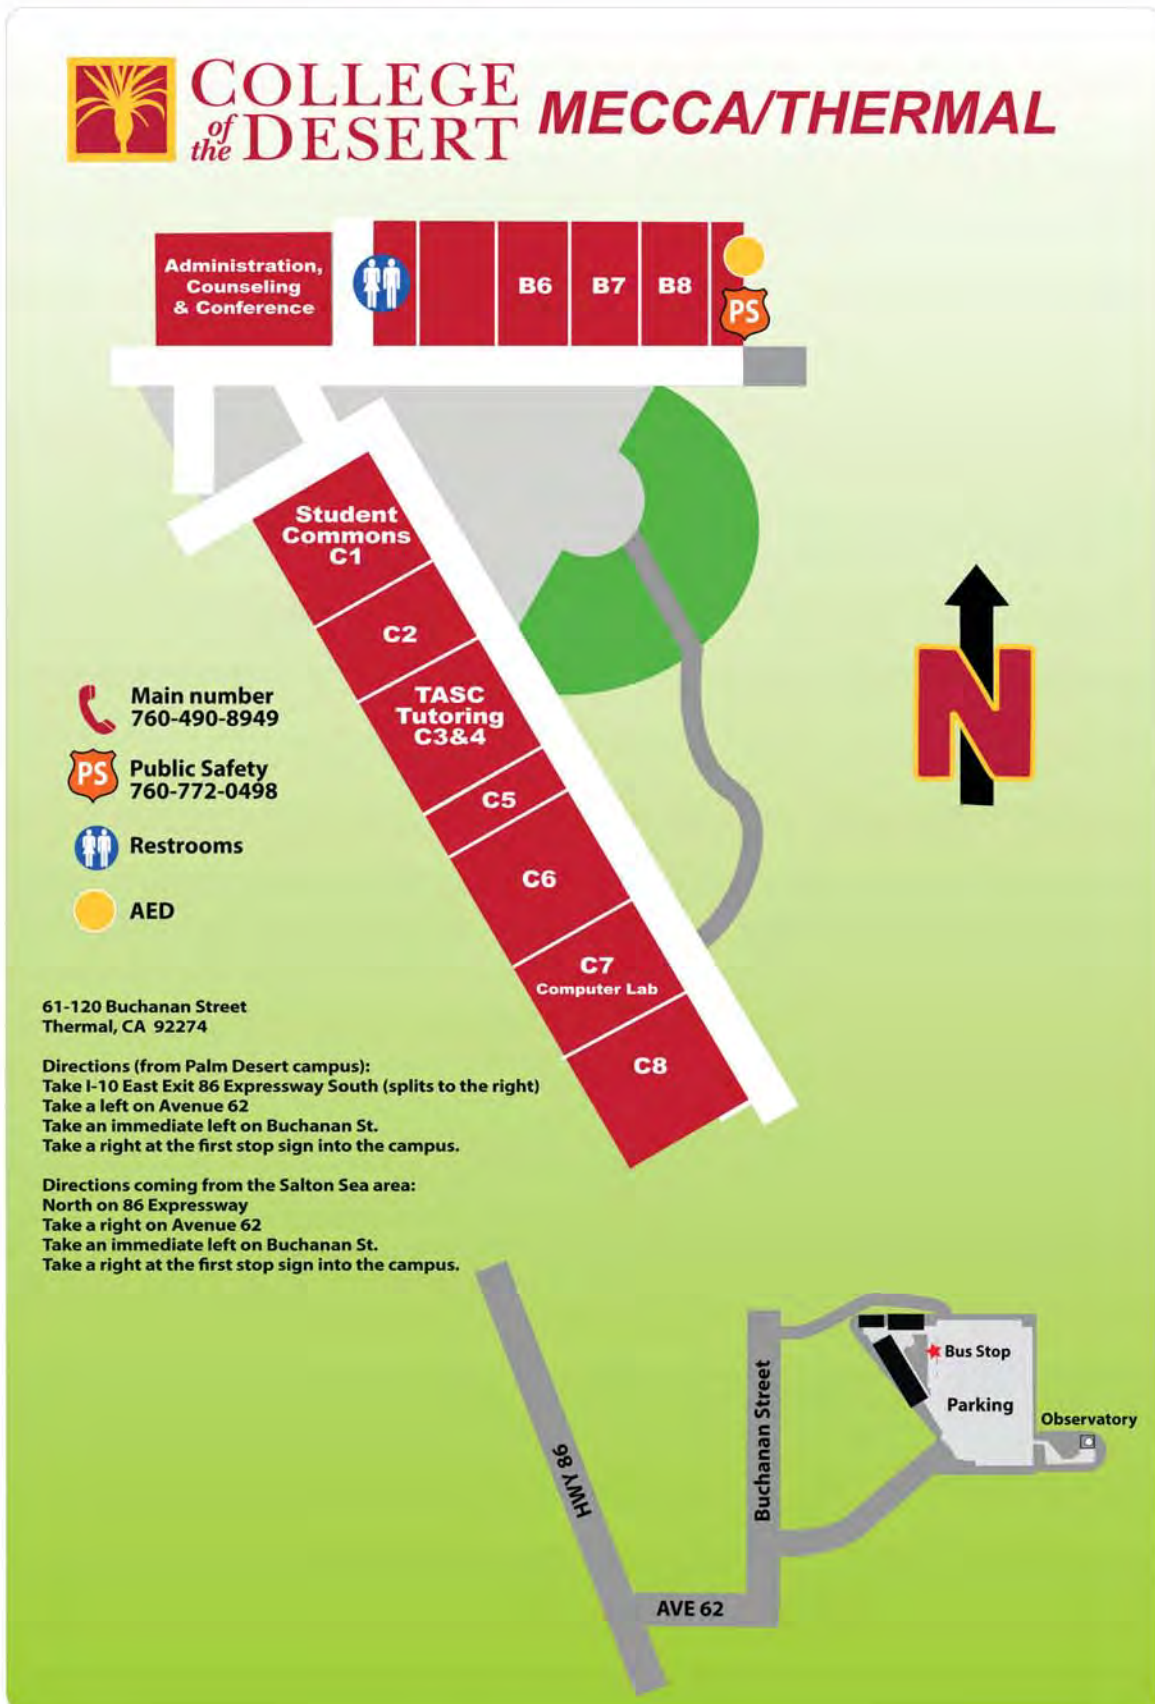 COLLEGE
of the DESERT
MECCA/THERMAL
Administration,
Counseling
& Conference
B6
B7
B8
PS
Student
Commons
C1
C2
TASC
Tutoring
C3&4
C5
C6
C7
Computer Lab
C8
N
Main number
760-490-8949
PS
Public Safety
760-772-0498
Restrooms
AED
61-120 Buchanan Street
Thermal, CA 92274
Directions (from Palm Desert campus):
Take I-10 East Exit 86 Expressway South (splits to the right)
Take a left on Avenue 62
Take an immediate left on Buchanan St.
Take a right at the first stop sign into the campus.
Directions coming from the Salton Sea area:
North on 86 Expressway
Take a right on Avenue 62
Take an immediate left on Buchanan St.
Take a right at the first stop sign into the campus.
HWY 86
Buchanan Street
AVE 62
Bus Stop
Parking
Observatory